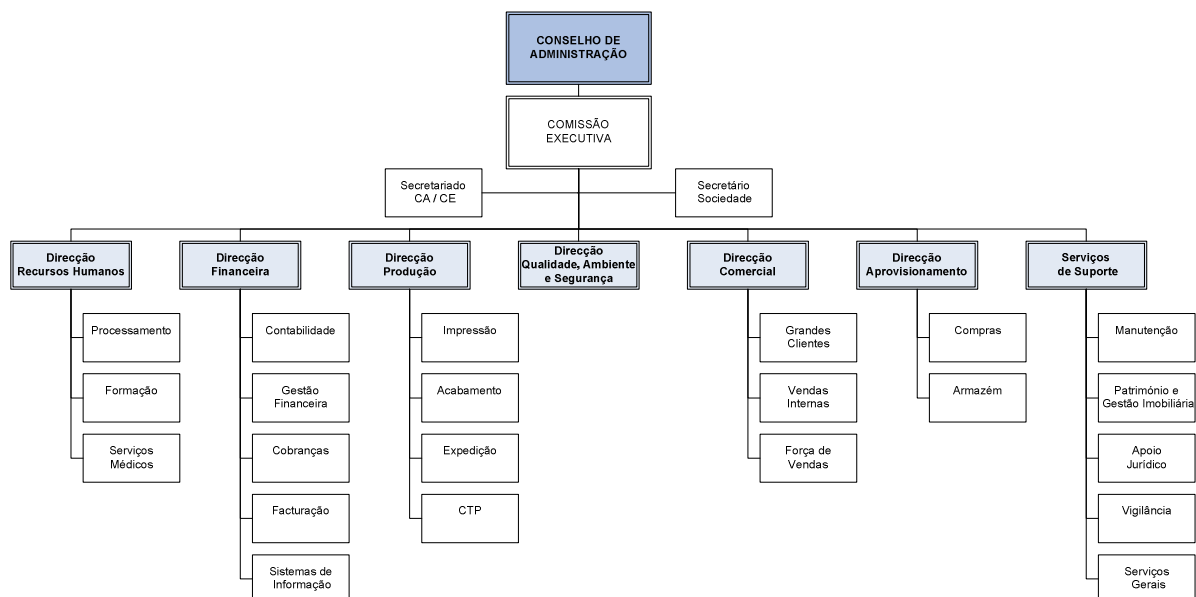 CONSELHO DE
ADMINISTRAÇÃO
COMISSÃO
EXECUTIVA
Secretariado
CA / CE
Secretário
Sociedade
Direcção
Recursos Humanos
Direcção
Financeira
Direcção
Produção
Direcção
Qualidade, Ambiente
e Segurança
Direcção
Comercial
Direcção
Aprovisionamento
Serviços
de Suporte
Processamento
Formação
Serviços
Médicos
Contabilidade
Gestão
Financeira
Cobranças
Facturação
Sistemas de
Informação
Impressão
Acabamento
Expedição
CTP
Grandes
Clientes
Vendas
Internas
Força de
Vendas
Compras
Armazém
Manutenção
Património e
Gestão Imobiliária
Apoio
Jurídico
Vigilância
Serviços
Gerais